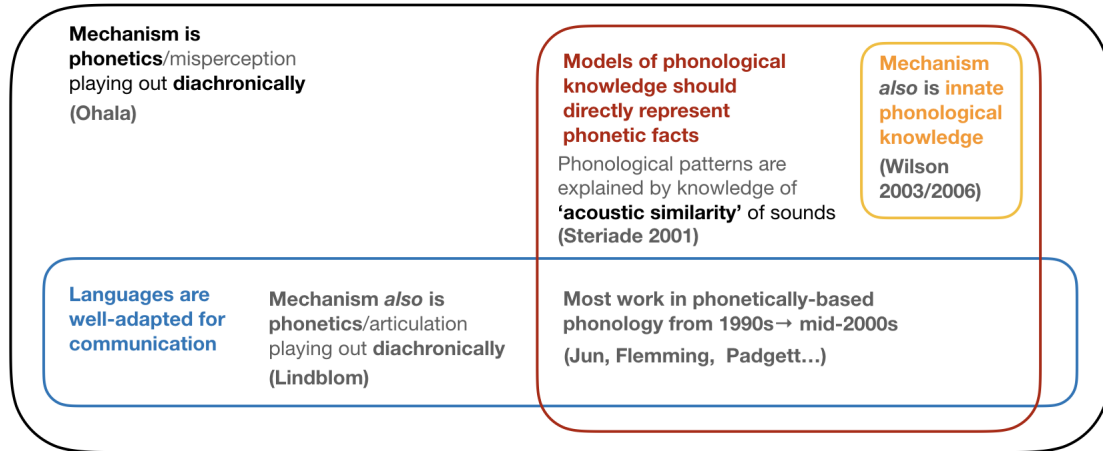 Mechanism is
phonetics/misperception
playing out diachronically
(Ohala)
Models of phonological
knowledge should
directly represent
phonetic facts
Phonological patterns are
explained by knowledge of
‘acoustic similarity’ of sounds
(Steriade 2001)
Mechanism
also is innate
phonological
knowledge
(Wilson
2003/2006)
Languages are
well-adapted for
communication
Mechanism also is
phonetics/articulation
playing out diachronically
(Lindblom)
Most work in phonetically-based
phonology from 1990s→ mid-2000s
(Jun, Flemming, Padgett...)